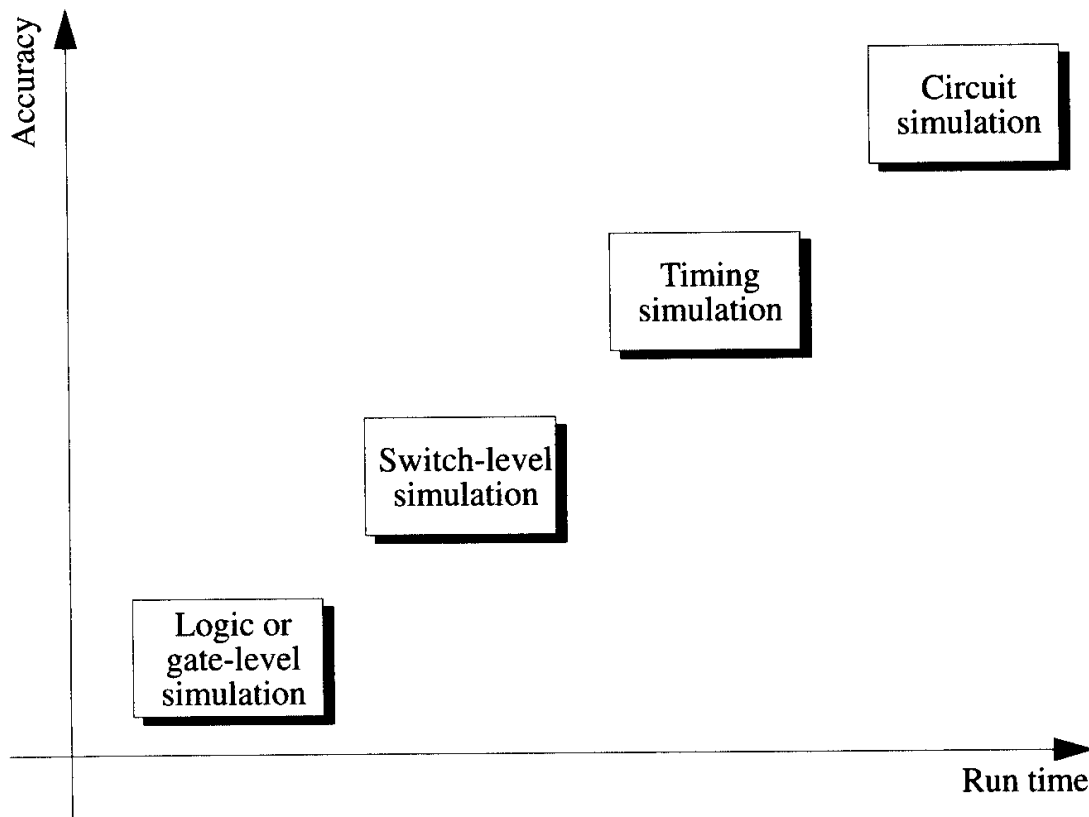 Accuracy
Circuit
simulation
Timing
simulation
Switch-level
simulation
Logic or
gate-level
simulation
Run time